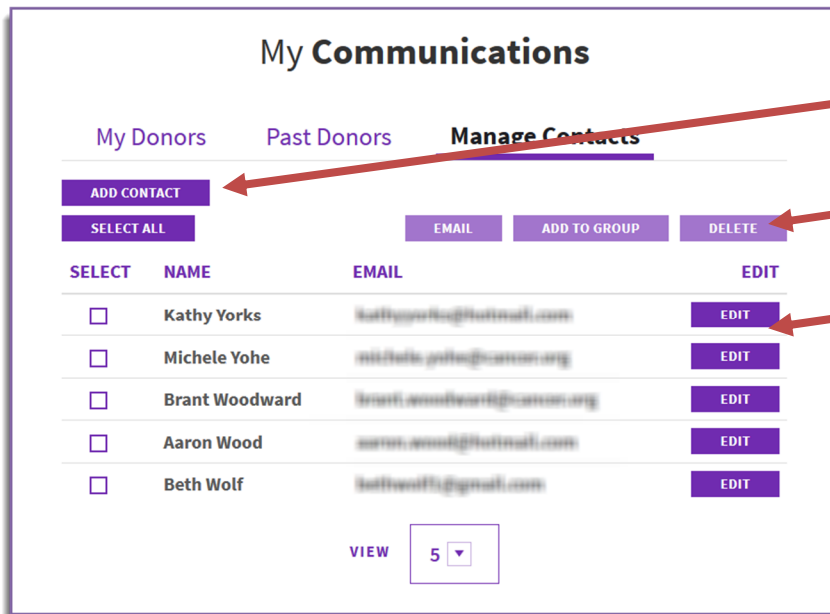 My Communications
My Donors Past Donors Manage Contacts
ADD CONTACT
SELECT ALL EMAIL ADD TO GROUP DELETE
SELECT NAME EMAIL EDIT
Kathy Yorks EDIT
Michele Yohe EDIT
Brant Woodward EDIT
Aaron Wood EDIT
Beth Wolf EDIT
VIEW 5